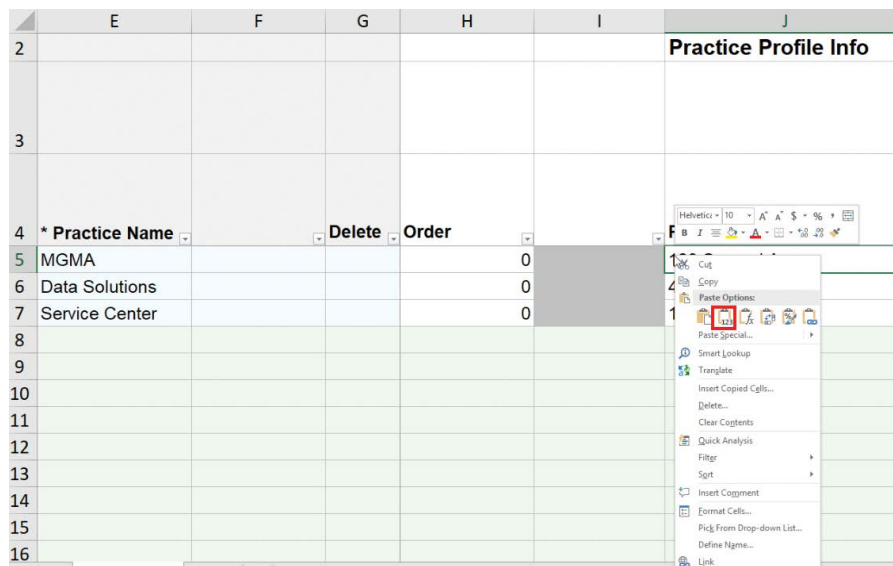 E F G H I J
2 Practice Profile Info
3
Helvetica 10 A A $ % ,
4 * Practice Name Delete Order
B I A
5 MGMA 0
Cut
6 Data Solutions 0
Copy
Paste Options:
7 Service Center 0
123 fx %
8 Paste Special...
9 Smart Lookup
Translate
10 Insert Copied Cells...
Delete...
11 Clear Contents
12 Quick Analysis
Filter
13 Sort
14 Insert Comment
Format Cells...
15 Pick From Drop-down List...
Define Name...
16 Link